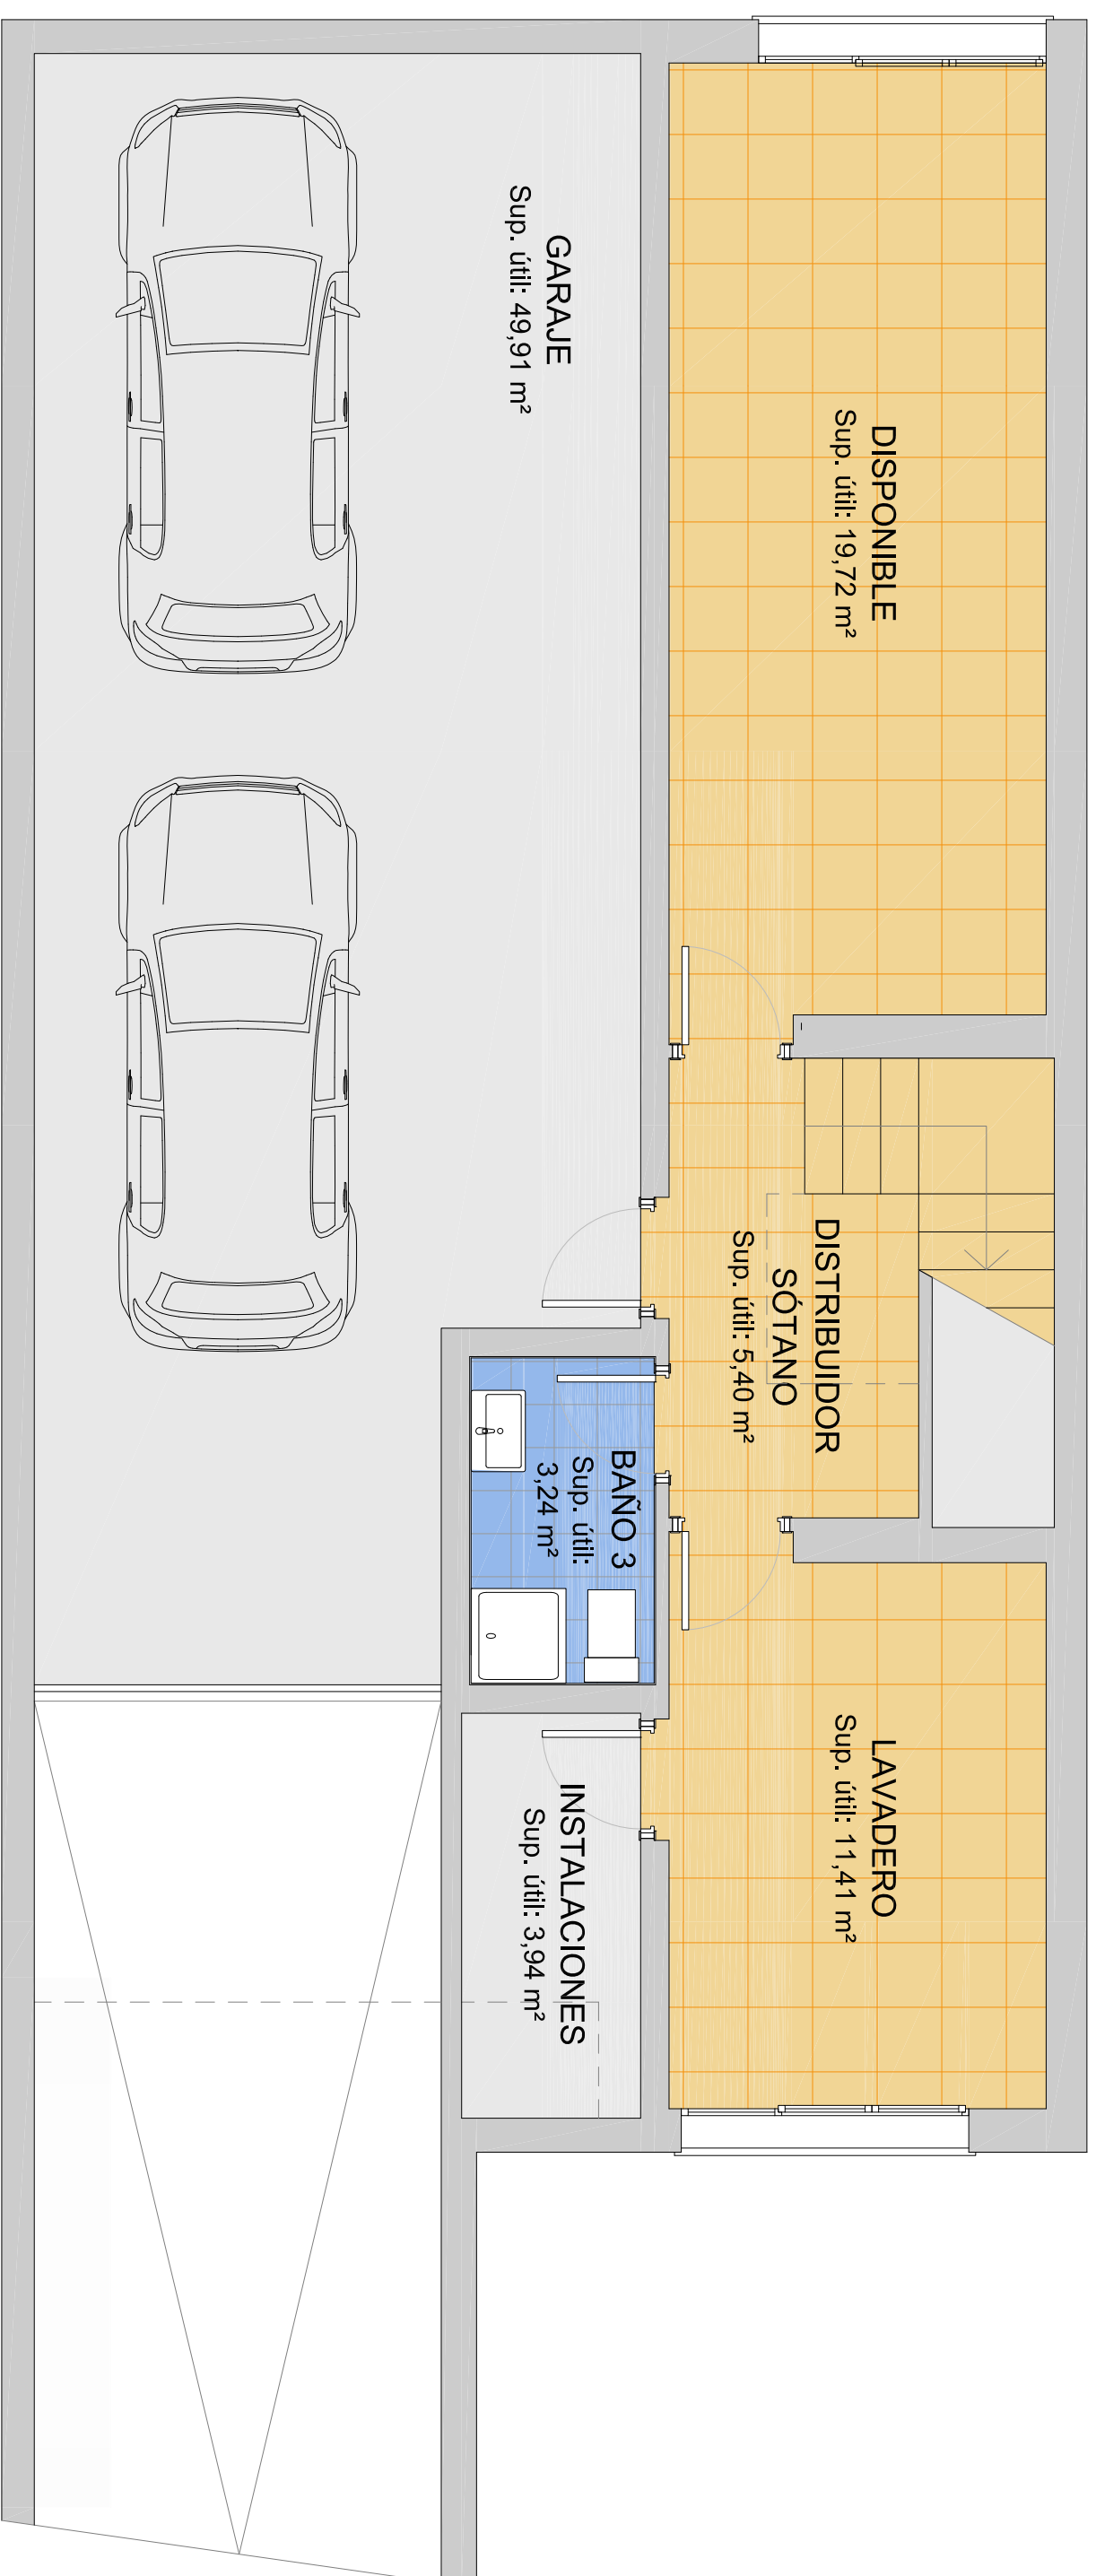 GARAJE
Sup. útil: 49,91 m²
DISPONIBLE
Sup. útil: 19,72 m²
DISTRIBUIDOR
SÓTANO
Sup. útil: 5,40 m²
BAÑO 3
Sup. útil:
3,24 m²
LAVADERO
Sup. útil: 11,41 m²
INSTALACIONES
Sup. útil: 3,94 m²